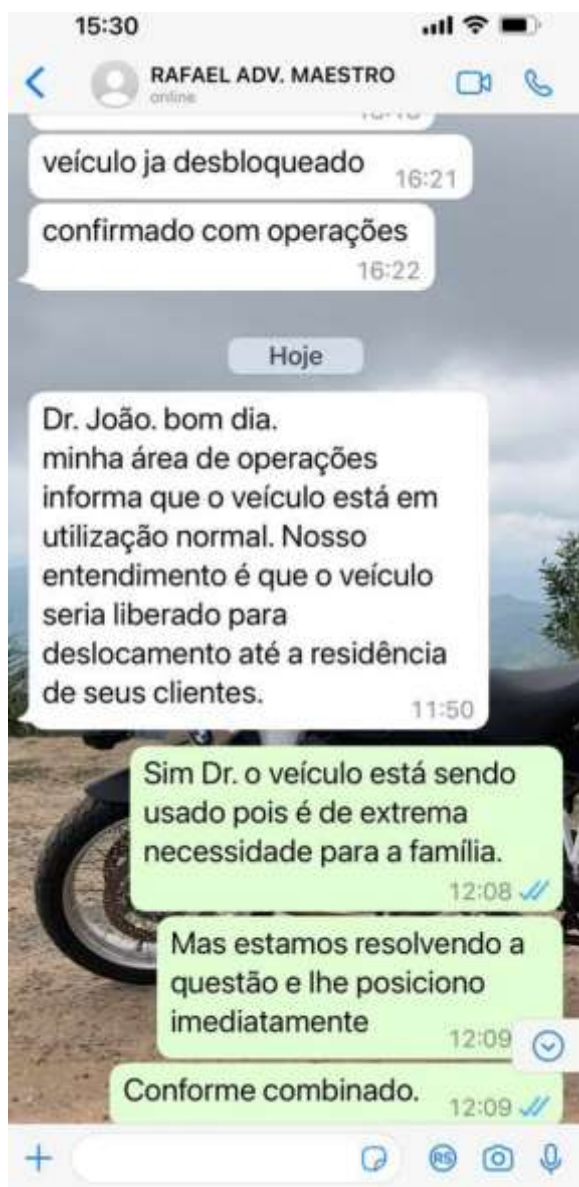 15:30
RAFAEL ADV. MAESTRO
online
veículo ja desbloqueado
16:21
confirmado com operações
16:22
Hoje
Dr. João. bom dia.
minha área de operações
informa que o veículo está em
utilização normal. Nosso
entendimento é que o veículo
seria liberado para
deslocamento até a residência
de seus clientes.
11:50
Sim Dr. o veículo está sendo
usado pois é de extrema
necessidade para a família.
12:08
Mas estamos resolvendo a
questão e lhe posiciono
imediatamente
12:09
Conforme combinado.
12:09
R$